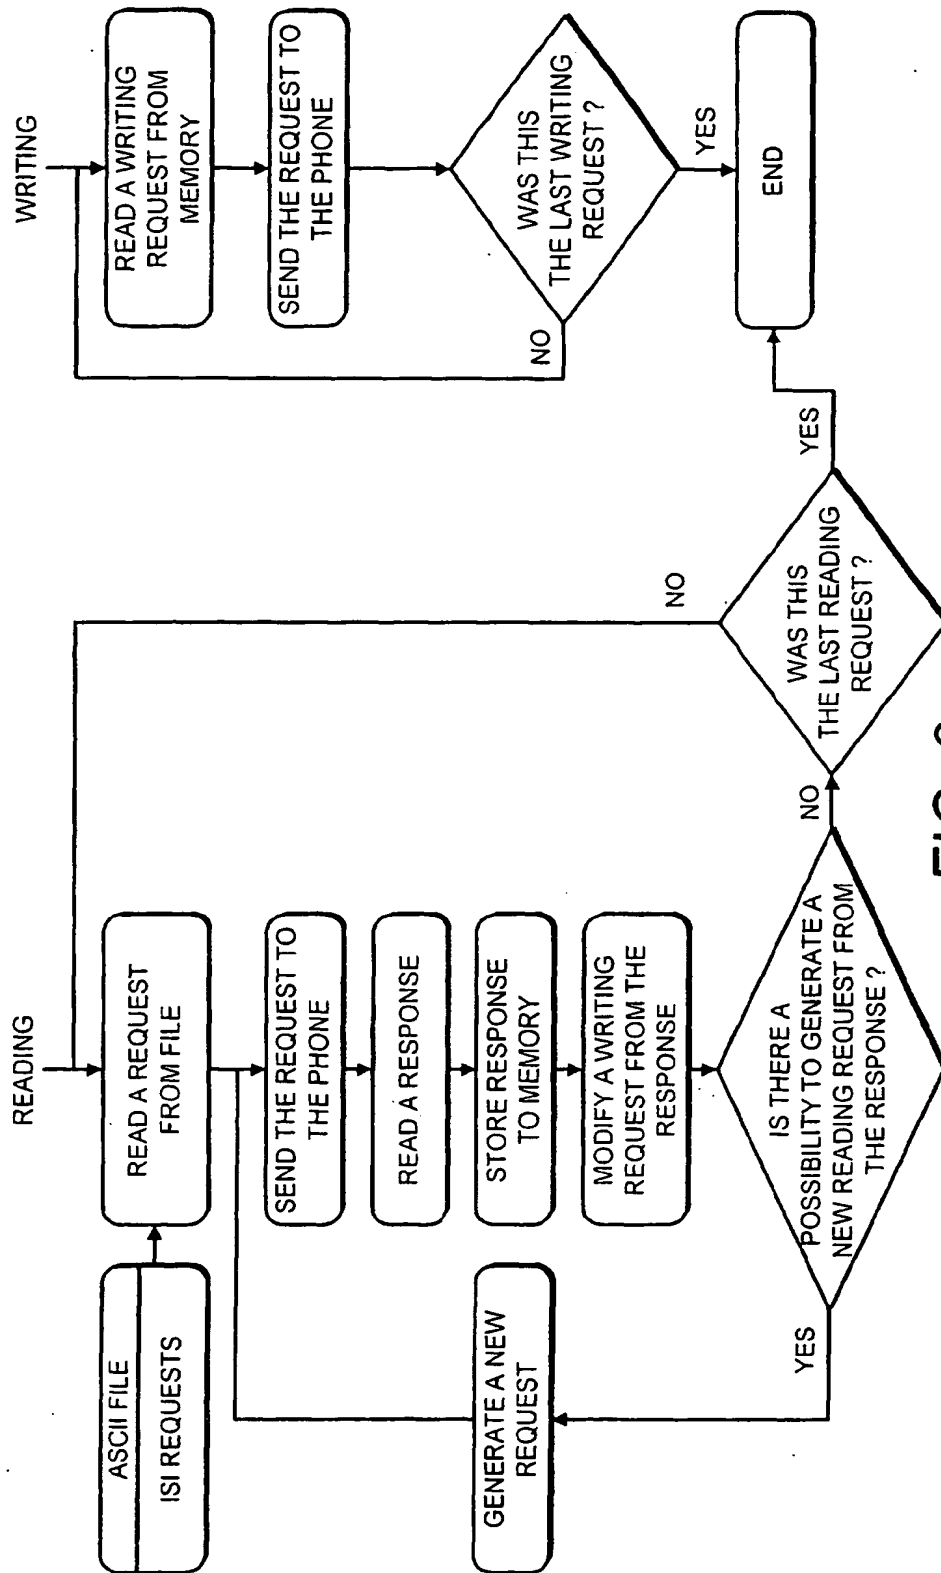 READING
ASCII FILE
ISI REQUESTS
READ A REQUEST
FROM FILE
SEND THE REQUEST TO
THE PHONE
READ A RESPONSE
STORE RESPONSE
TO MEMORY
MODIFY A WRITING
REQUEST FROM THE
RESPONSE
GENERATE A NEW
REQUEST
IS THERE A
POSSIBILITY TO GENERATE A
NEW READING REQUEST FROM
THE RESPONSE ?
YES
NO
WAS THIS
THE LAST READING
REQUEST ?
NO
YES
WRITING
READ A WRITING
REQUEST FROM
MEMORY
SEND THE REQUEST TO
THE PHONE
WAS THIS
THE LAST WRITING
REQUEST ?
NO
YES
END